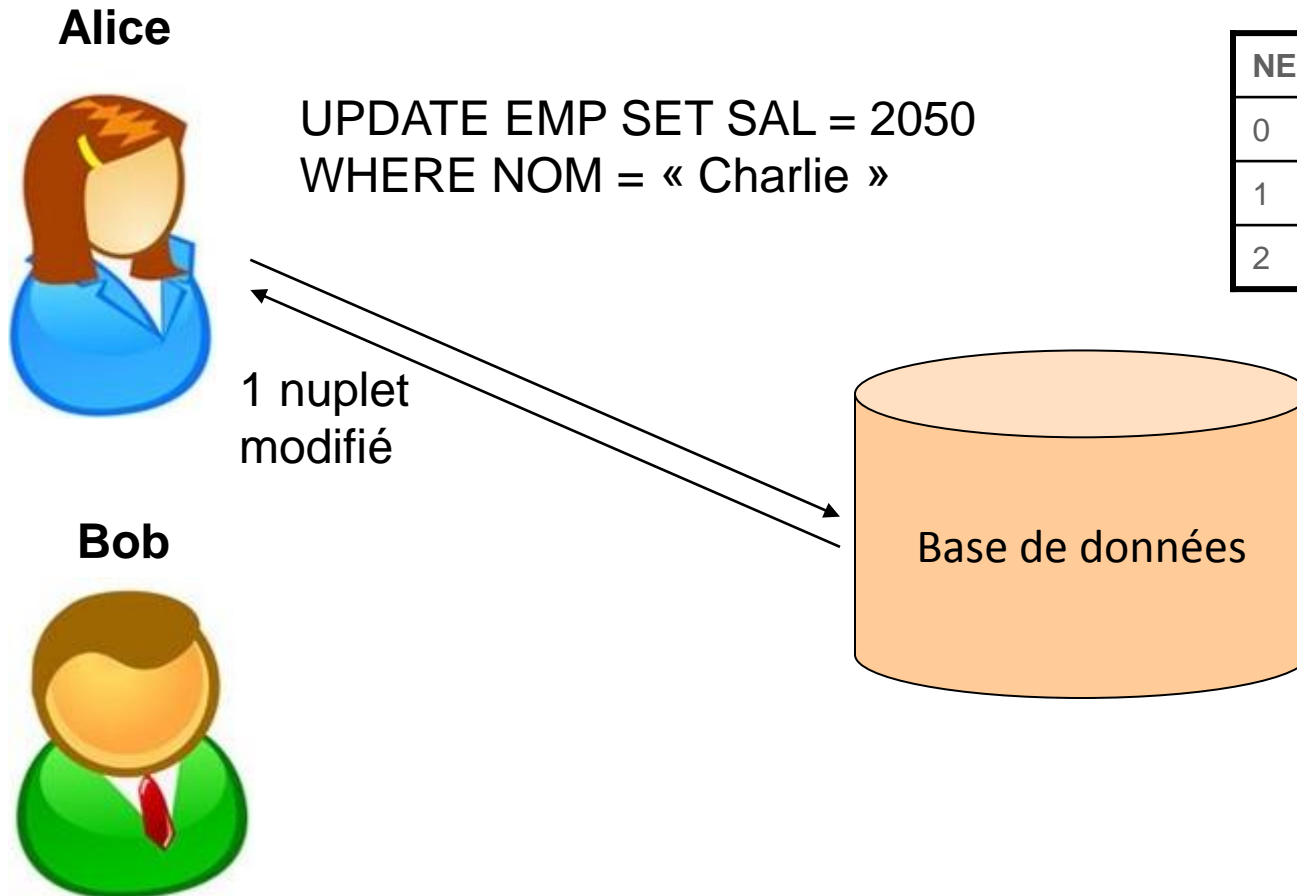 Alice
UPDATE EMP SET SAL = 2050
WHERE NOM = « Charlie »
NE
0
1
2
1 nuplet
modifié
Bob
Base de données